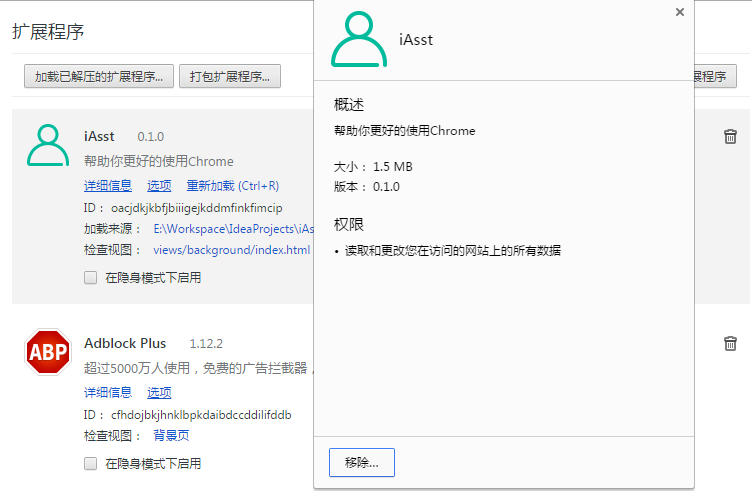 扩展程序
加载已解压的扩展程序...
打包扩展程序...
展程序
iAsst 0.1.0
帮助你更好的使用Chrome
详细信息 选项 重新加载 (Ctrl+R)
ID： oacjdkjkbfjbiiigejkddmfinkfimcip
加载来源： E:\Workspace\IdeaProjects\iAs
检查视图： views/background/index.html
在隐身模式下启用
ABP
Adblock Plus 1.12.2
超过5000万人使用，免费的广告拦截器，
详细信息 选项
ID： cfhdojbkjhnklbpkdaibdccddilifddb
检查视图： 背景页
在隐身模式下启用
iAsst
概述
帮助你更好的使用Chrome
大小： 1.5 MB
版本： 0.1.0
权限
• 读取和更改您在访问的网站上的所有数据
移除...